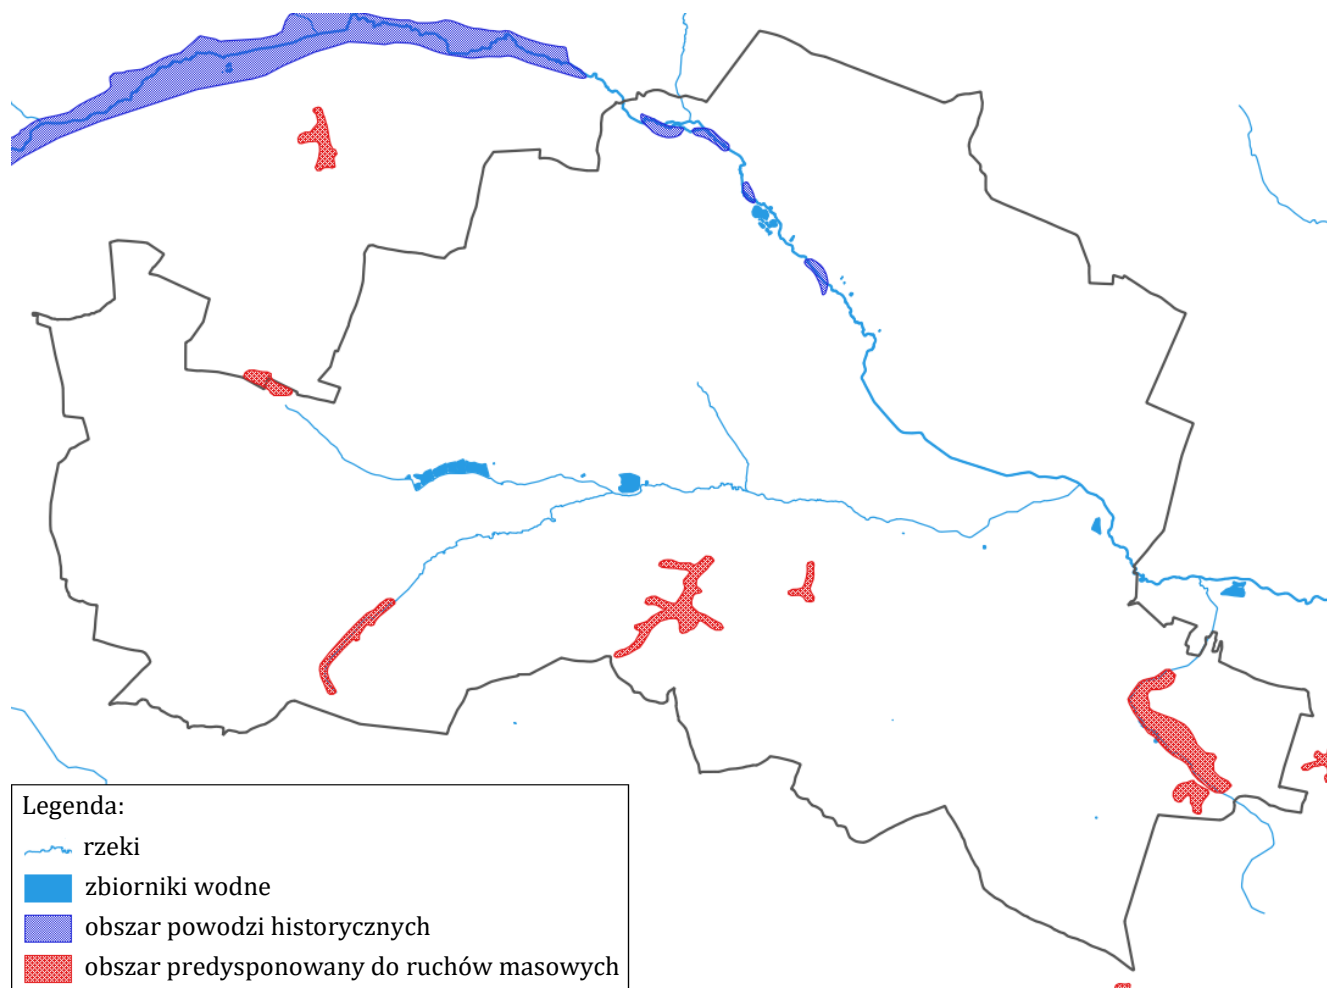 Legenda:
rzeki
zbiorniki wodne
obszar powodzi historycznych
obszar predysponowany do ruchów masowych